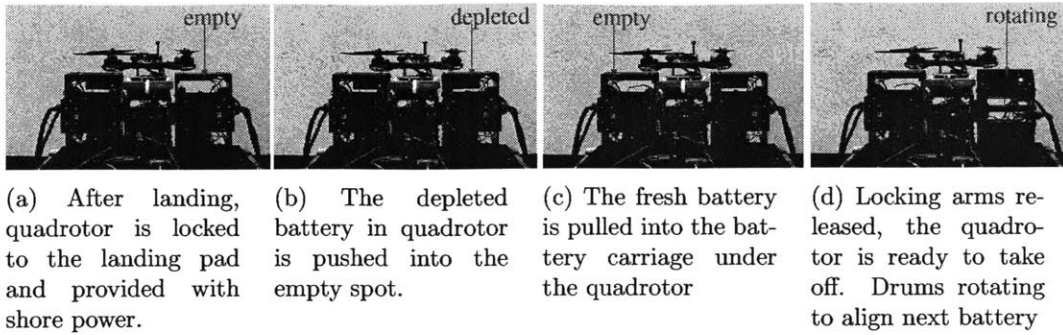 empty
depleted
empty
rotating
(a) After landing,
quadrotor is locked
to the landing pad
and provided with
shore power.
(b) The depleted
battery in quadrotor
is pushed into the
empty spot.
(c) The fresh battery
is pulled into the bat-
tery carriage under
the quadrotor
(d) Locking arms re-
leased, the quadro-
tor is ready to take
off. Drums rotating
to align next battery